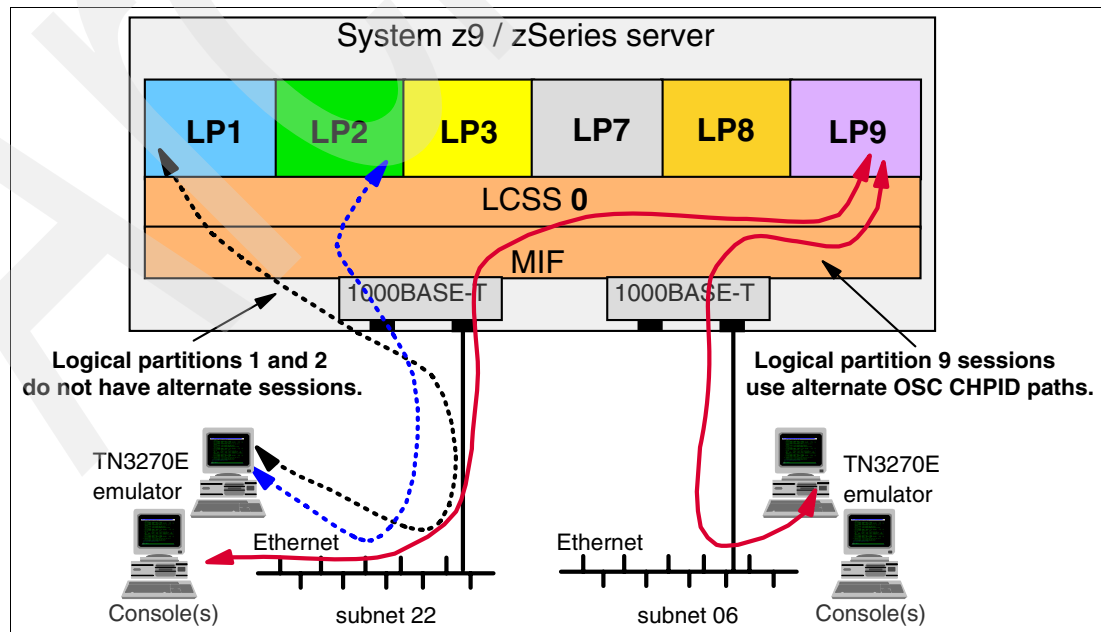 System z9 / zSeries server
LP1 LP2 LP3 LP7 LP8 LP9
LCSS 0
MIF
1000BASE-T 1000BASE-T
Logical partitions 1 and 2
do not have alternate sessions.
Logical partition 9 sessions
use alternate OSC CHPID paths.
TN3270E
emulator
TN3270E
emulator
Ethernet
Ethernet
Console(s)
subnet 22
subnet 06
Console(s)